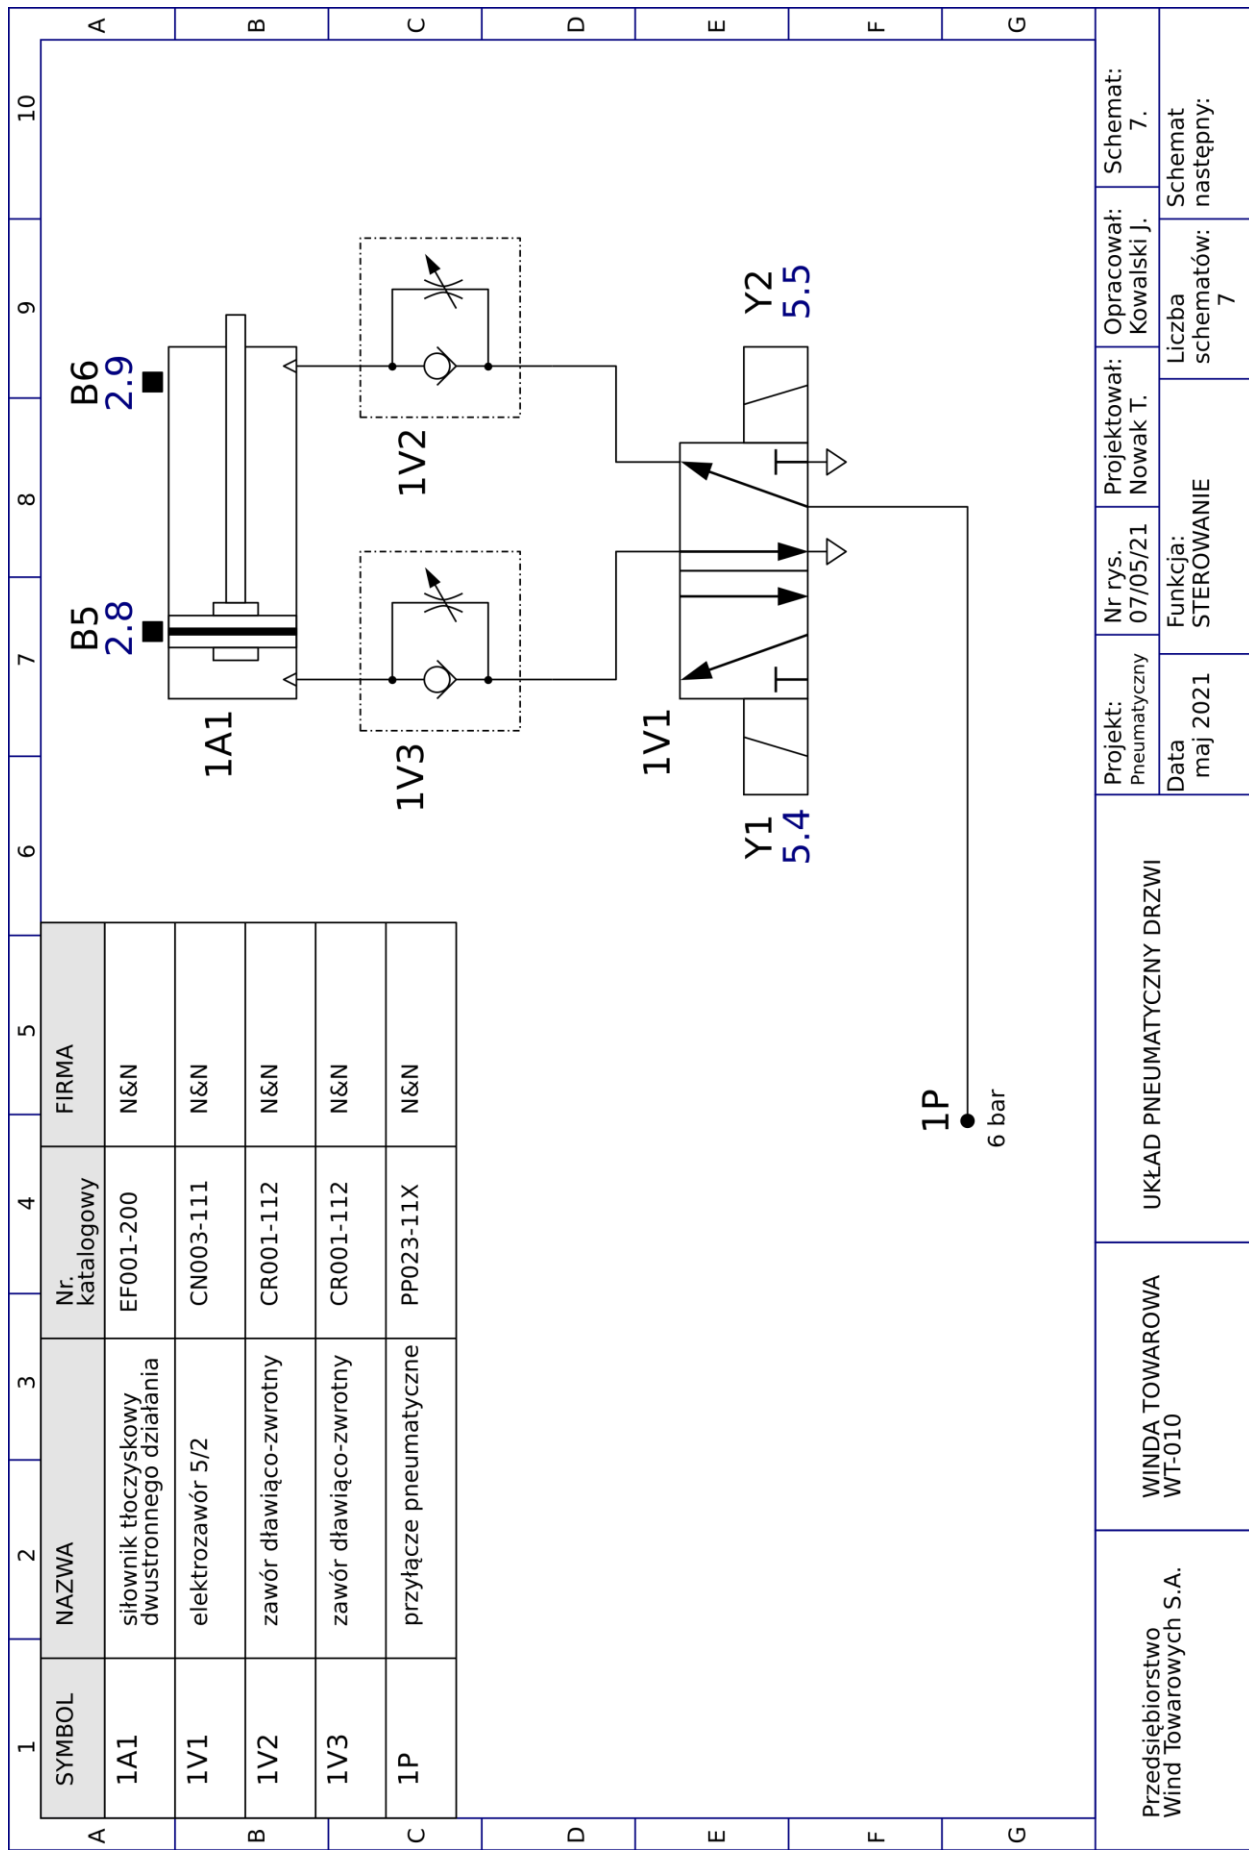 1 2 3 4 5 6 7 8 9 10
A
B
C
D
E
F
G
A
B
C
D
E
F
G
SYMBOL NAZWA Nr. katalogowy FIRMA
1A1 siłownik tłoczyskowy EF001-200 N&N
dwustronnego działania
1V1 elektrozawór 5/2 CN003-111 N&N
1V2 zawór dławiąco-zwrotny CR001-112 N&N
1V3 zawór dławiąco-zwrotny CR001-112 N&N
1P przyłącze pneumatyczne PP023-11X N&N
B5
2.8
B6
2.9
1A1
1V3
1V2
1V1
Y1
5.4
Y2
5.5
1P
6 bar
Przedsiębiorstwo
Wind Towarowych S.A.
WINDA TOWAROWA
WT-010
UKŁAD PNEUMATYCZNY DRZWI
Projekt:
Pneumatyczny
Nr rys.
07/05/21
Projektował:
Nowak T.
Opracował:
Kowalski J.
Schemat:
7.
Data
maj 2021
Funkcja:
STEROWANIE
Liczba
schematów:
7
Schemat
następny: